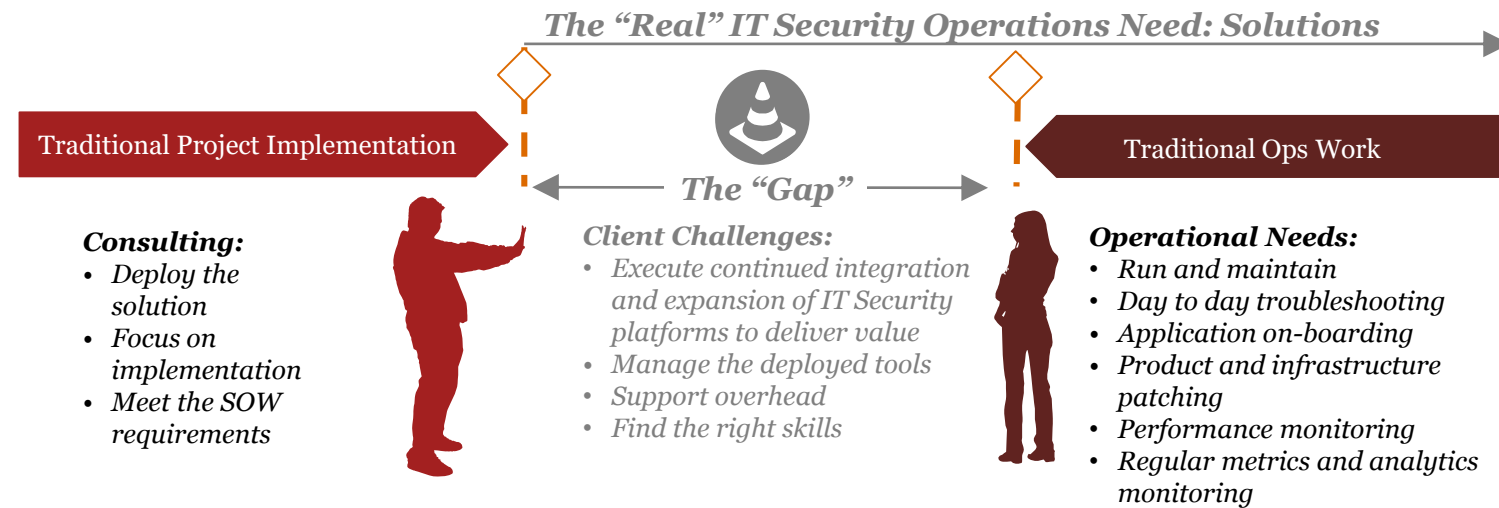 The “Real” IT Security Operations Need: Solutions
Traditional Project Implementation
Traditional Ops Work
The “Gap”
Consulting:
• Deploy the
solution
• Focus on
implementation
• Meet the SOW
requirements
Client Challenges:
• Execute continued integration
and expansion of IT Security
platforms to deliver value
• Manage the deployed tools
• Support overhead
• Find the right skills
Operational Needs:
• Run and maintain
• Day to day troubleshooting
• Application on-boarding
• Product and infrastructure
patching
• Performance monitoring
• Regular metrics and analytics
monitoring